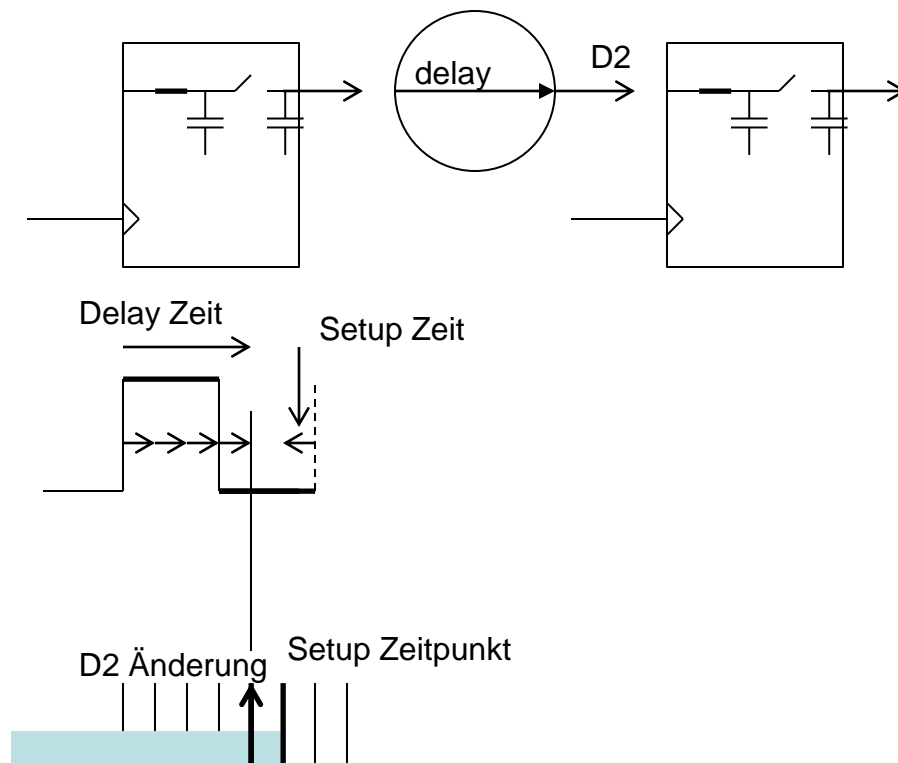 delay
D2
Delay Zeit
Setup Zeit
D2 Änderung
Setup Zeitpunkt